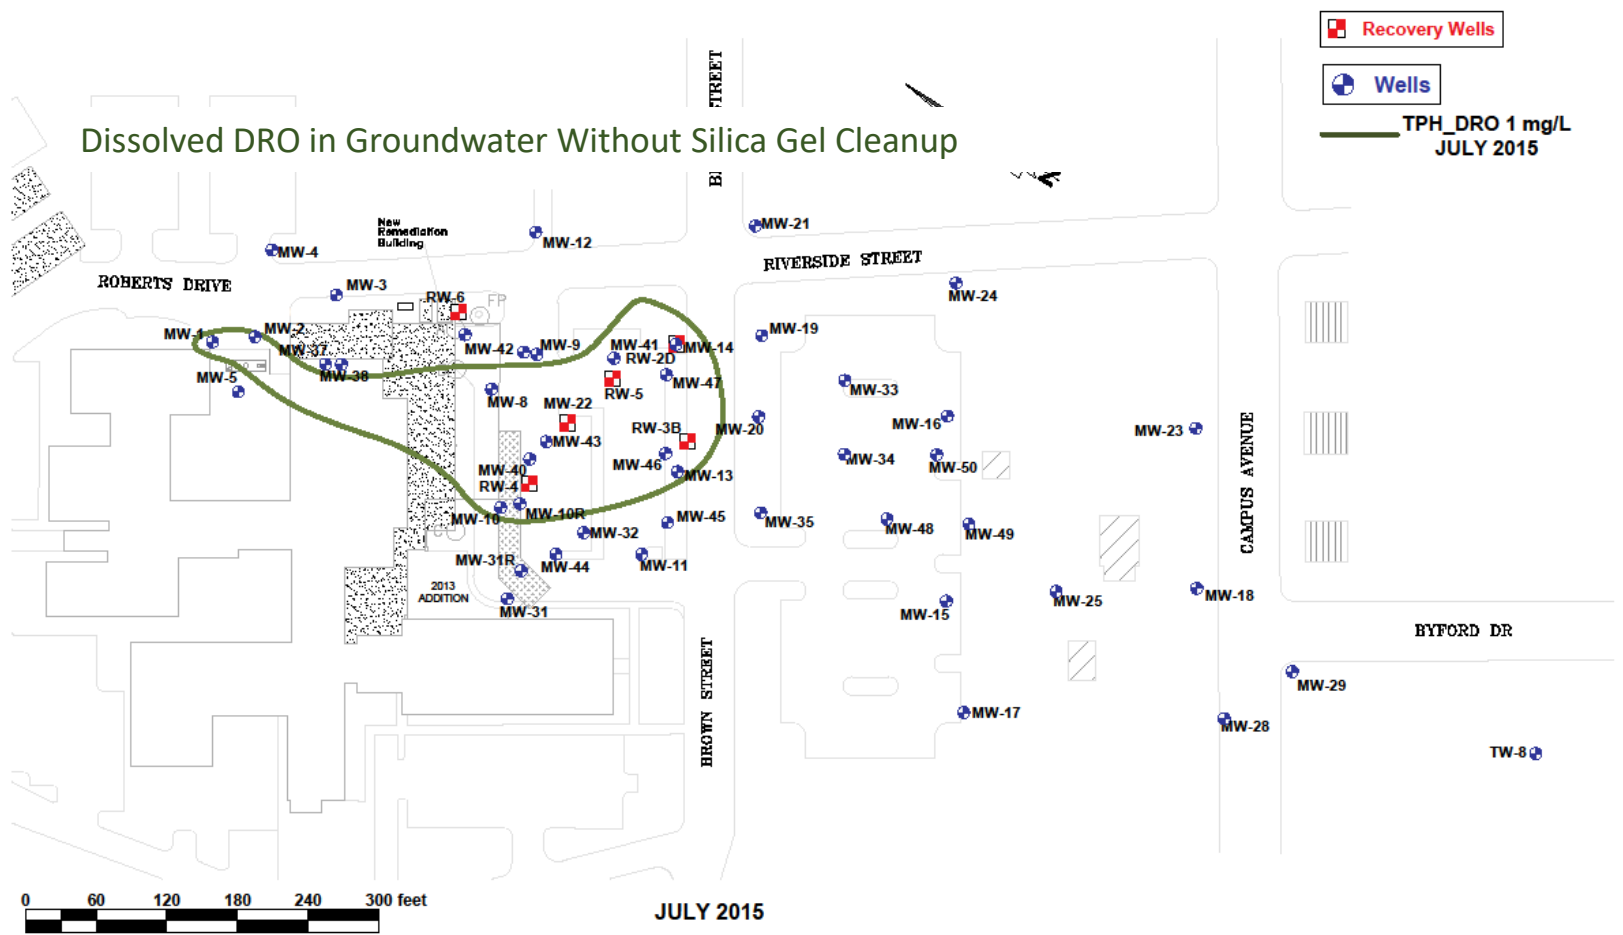 Recovery Wells
Wells
TPH_DRO 1 mg/L
JULY 2015
Dissolved DRO in Groundwater Without Silica Gel Cleanup
STREET
MW-21
MW-12
MW-4
New
Remediation
Building
RIVERSIDE STREET
ROBERTS DRIVE
MW-3
RW-6
FP
MW-24
MW-1
MW-2
MW-19
MW-37
MW-42
MW-9
MW-41
MW-14
RW-2D
MW-38
MW-5
MW-47
MW-33
RW-5
MW-8
MW-22
MW-20
MW-16
MW-23
RW-3B
MW-43
MW-40
MW-46
MW-34
MW-50
MW-13
RW-4
CAMPUS AVENUE
MW-10
MW-10R
MW-45
MW-35
MW-48
MW-49
MW-32
MW-31R
MW-44
MW-11
2013
ADDITION
MW-31
MW-15
MW-25
MW-18
BYFORD DR
BROWN STREET
MW-29
MW-17
MW-28
TW-8
0 60 120 180 240 300 feet
JULY 2015